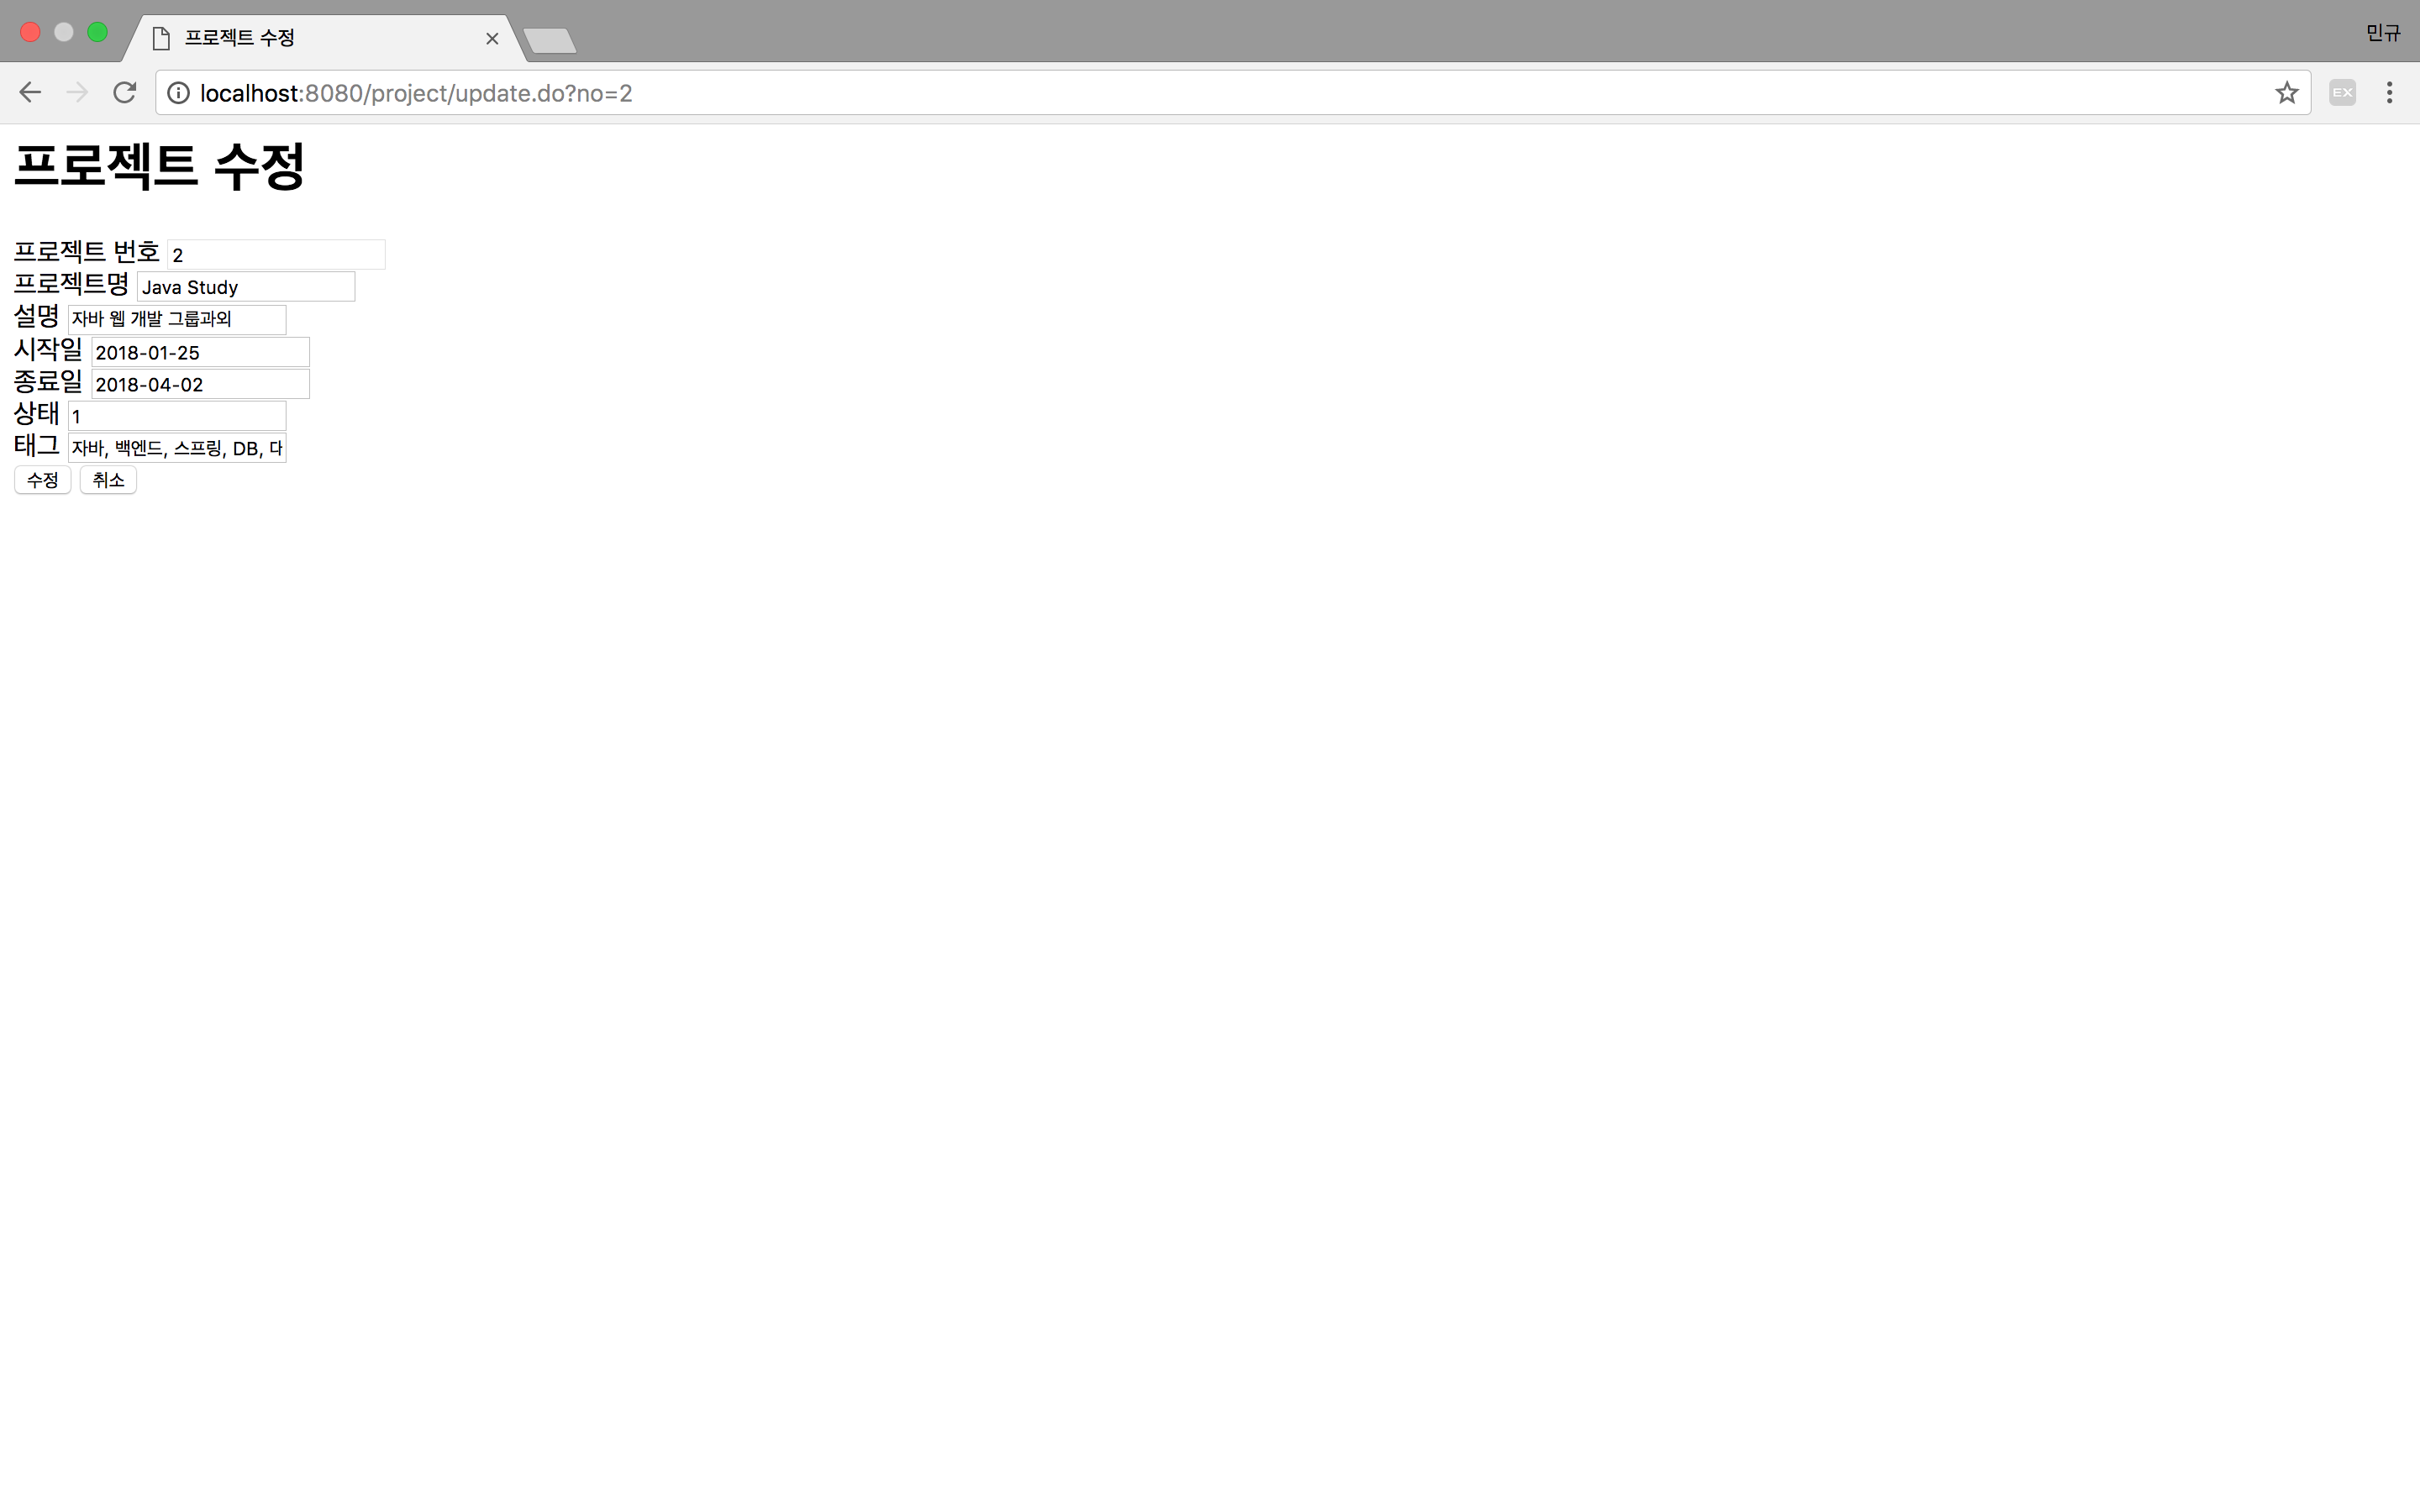 프로젝트 수정
민규
localhost:8080/project/update.do?no=2
EX
프로젝트 수정
프로젝트 번호 2
프로젝트명 Java Study
설명 자바 웹 개발 그룹과외
시작일 2018-01-25
종료일 2018-04-02
상태 1
태그 자바, 백엔드, 스프링, DB,
수정 취소